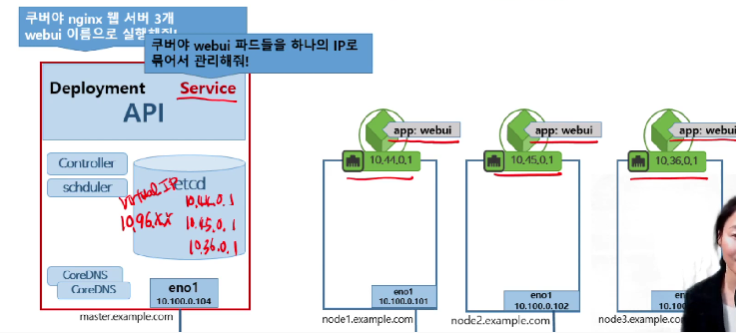 쿠버야 nginx 웹 서버 3개
webui 이름으로 실행해줘!
쿠버야 webui 파드들을 하나의 IP로
묶어서 관리해줘!
Deployment Service
API
Controller
schduler
etcd
virtual IP
10.96.x.x
10.44.0.1
10.45.0.1
10.36.0.1
CoreDNS
CoreDNS
eno1
10.100.0.104
master.example.com
app: webui
10.44.0.1
eno1
10.100.0.101
node1.example.com
app: webui
10.45.0.1
eno1
10.100.0.102
node2.example.com
app: webui
10.36.0.1
eno1
node3.example.com